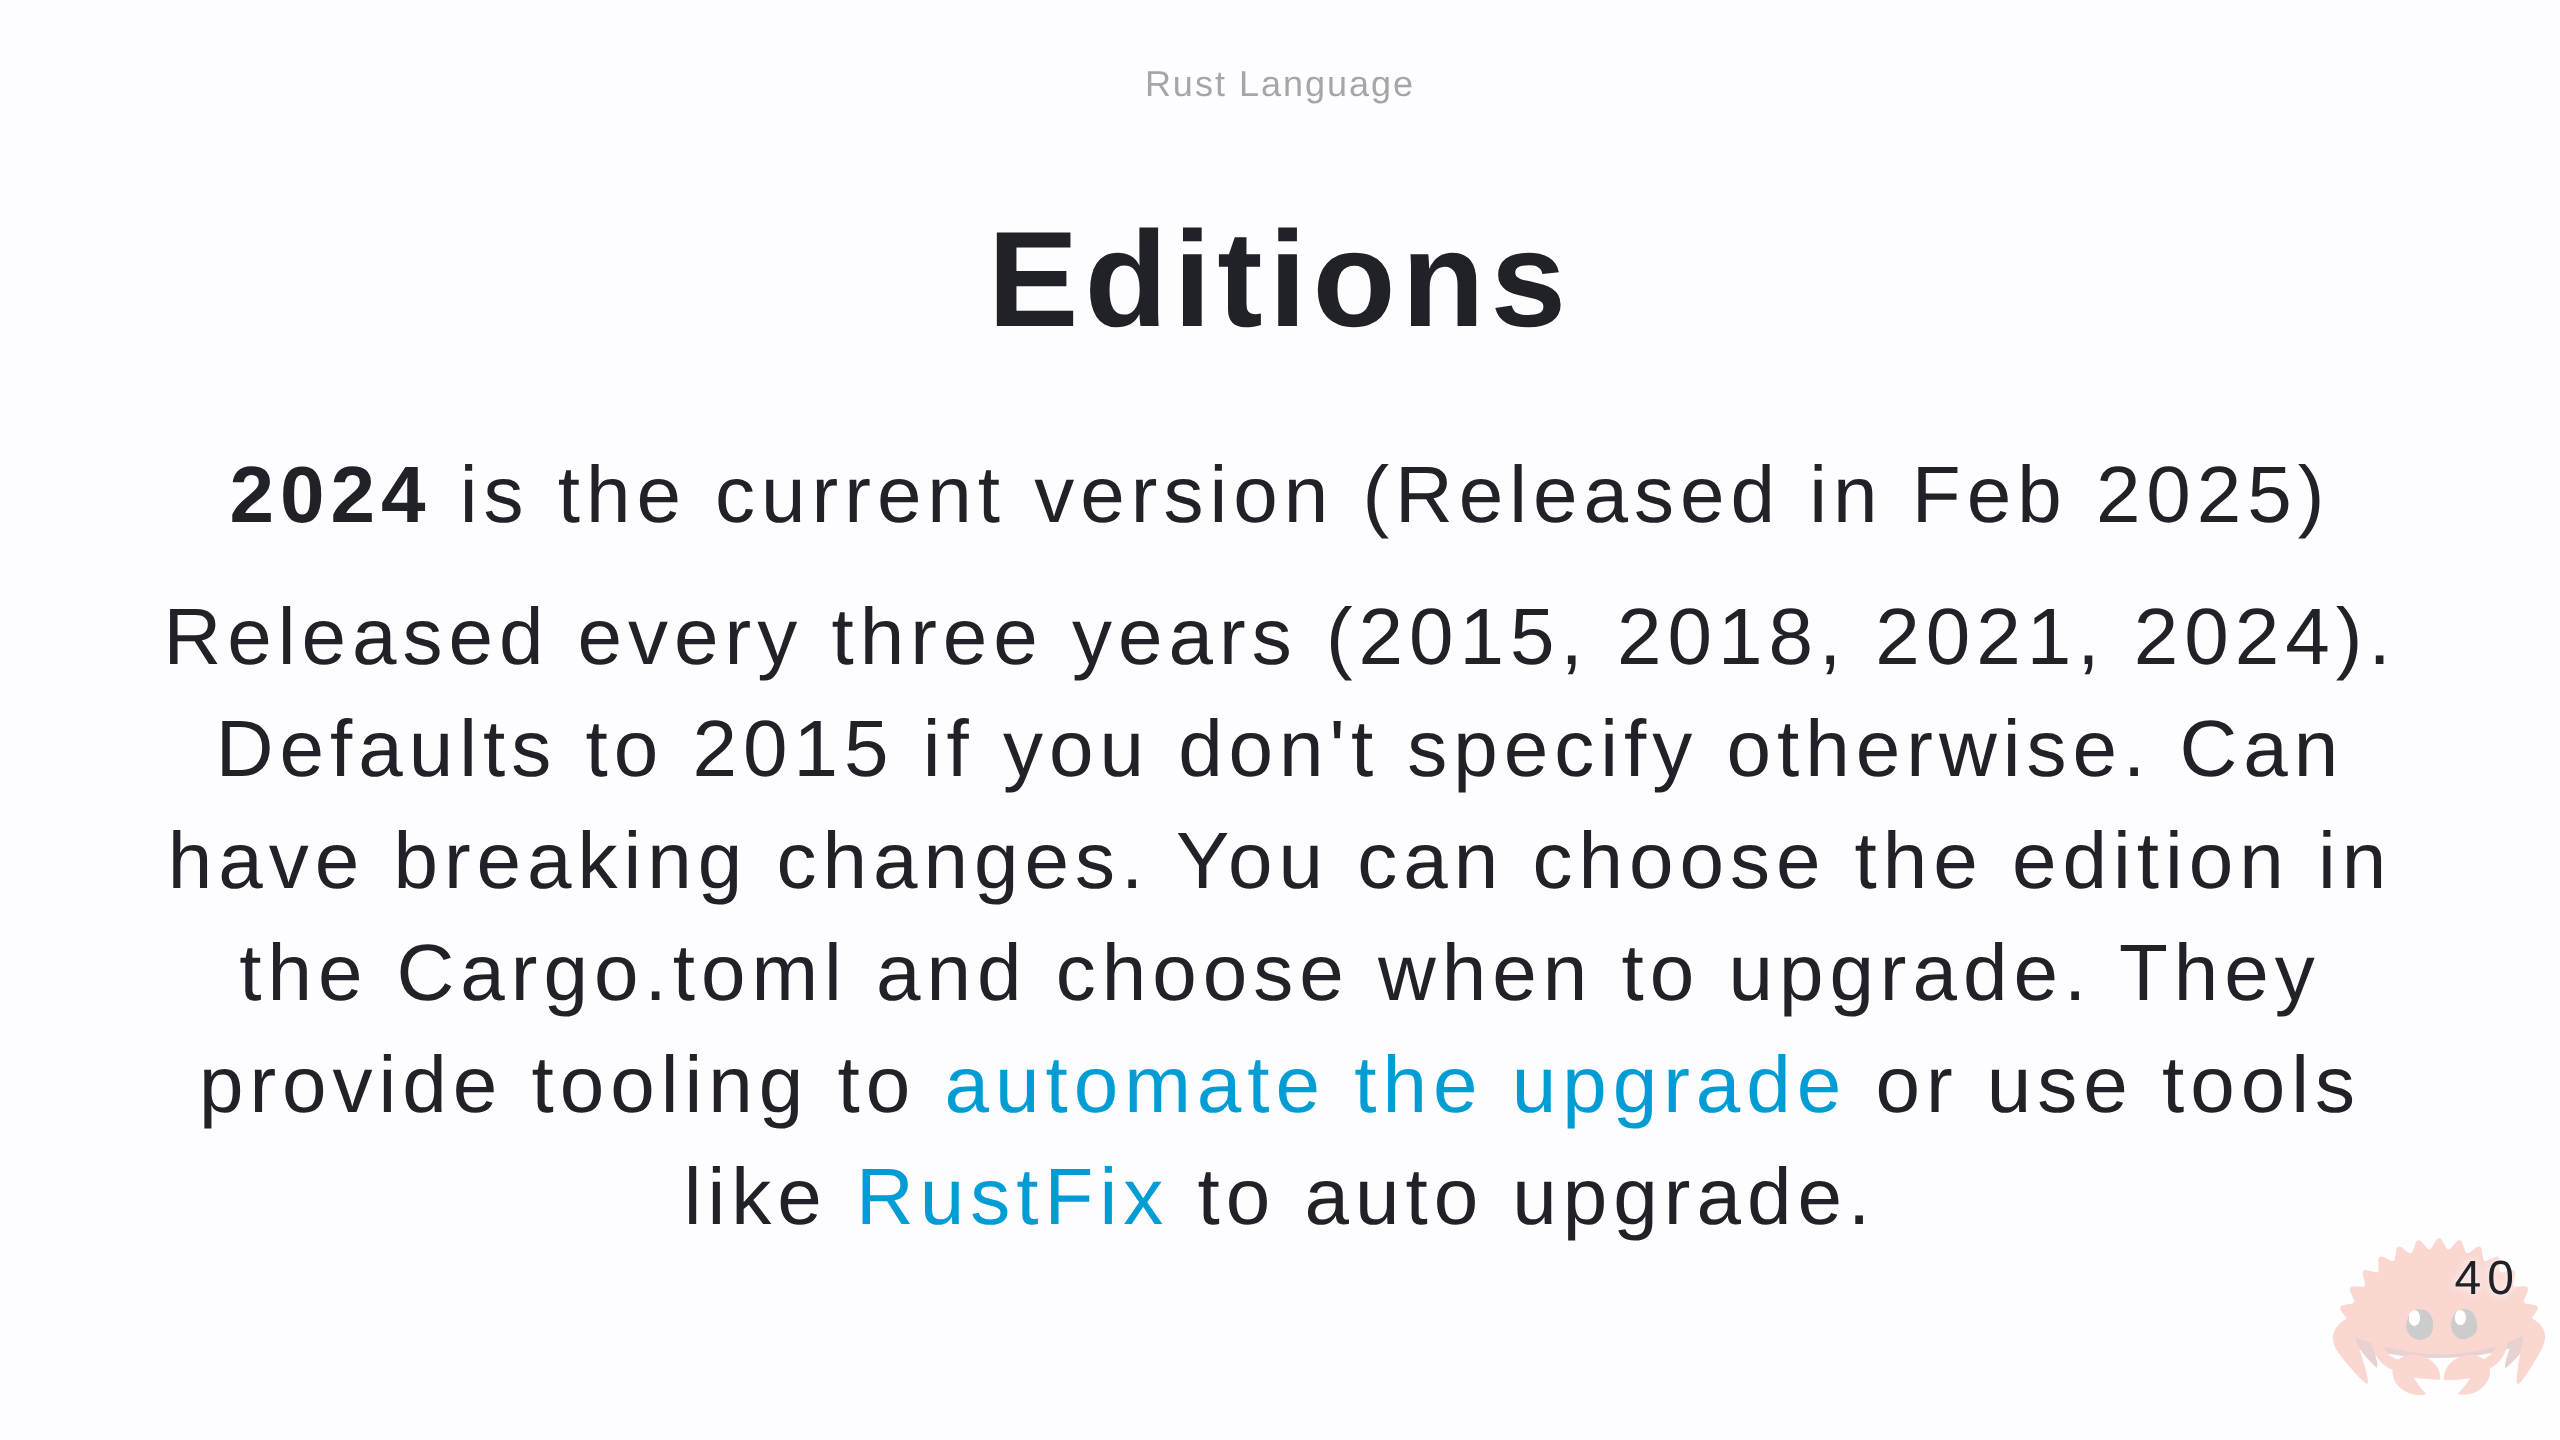 Rust Language
Editions
2024 is the current version (Released in Feb 2025)
Released every three years (2015, 2018, 2021, 2024).
Defaults to 2015 if you don't specify otherwise. Can
have breaking changes. You can choose the edition in
the Cargo.toml and choose when to upgrade. They
provide tooling to automate the upgrade or use tools
like RustFix to auto upgrade.
40